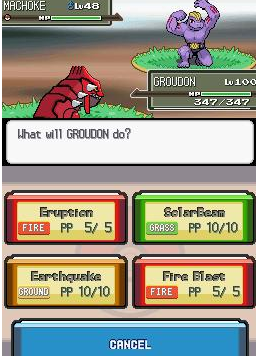 MACHOKE ♂Lv48
HP
GROUDON Lv100
HP
347/347
What will GROUDON do?
Eruption
FIRE PP 5/ 5
SolarBeam
GRASS PP 10/10
Earthquake
GROUND PP 10/10
Fire Blast
FIRE PP 5/ 5
CANCEL